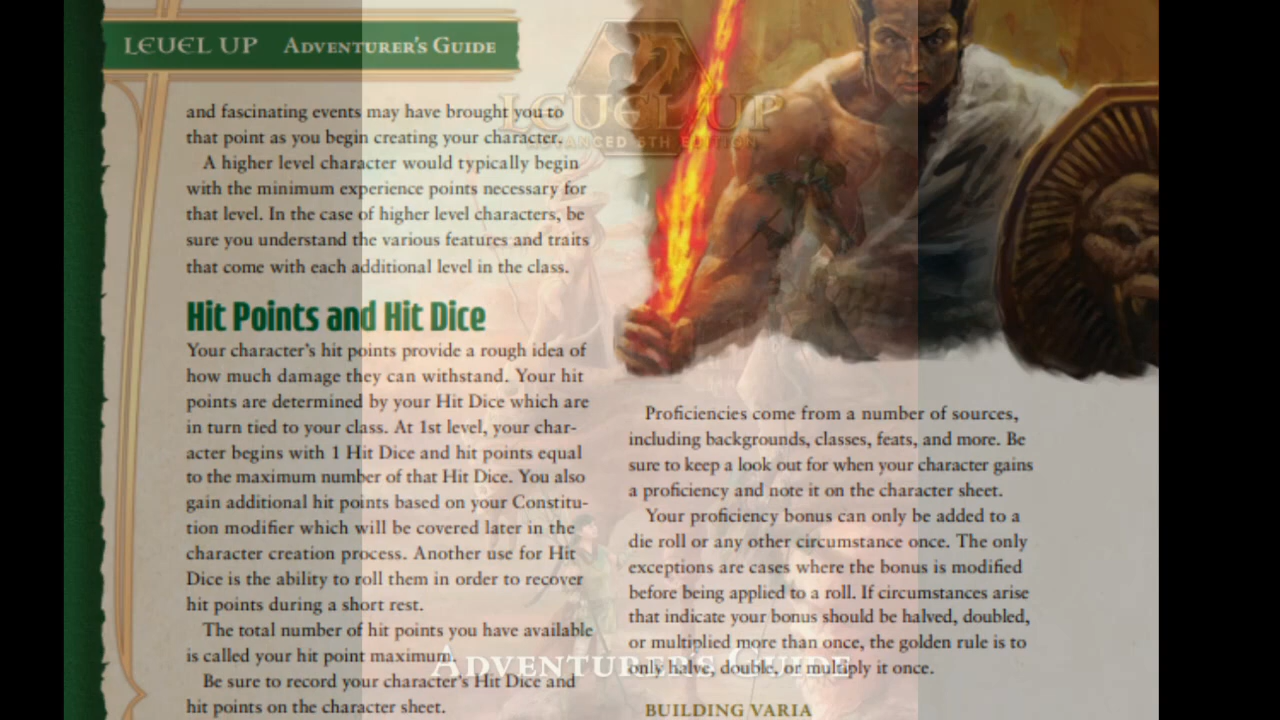 LEVEL UP ADVENTURER'S GUIDE
and fascinating events may have brought you to
that point as you begin creating your character.
A higher level character would typically begin
with the minimum experience points necessary for
that level. In the case of higher level characters, be
sure you understand the various features and traits
that come with each additional level in the class.
Hit Points and Hit Dice
Your character's hit points provide a rough idea of
how much damage they can withstand. Your hit
points are determined by your Hit Dice which are
in turn tied to your class. At 1st level, your char-
acter begins with 1 Hit Dice and hit points equal
to the maximum number of that Hit Dice. You also
gain additional hit points based on your Constitu-
tion modifier which will be covered later in the
character creation process. Another use for Hit
Dice is the ability to roll them in order to recover
hit points during a short rest.
The total number of hit points you have available
is called your hit point maximum.
Be sure to record your character's Hit Dice and
hit points on the character sheet.
Proficiencies come from a number of sources,
including backgrounds, classes, feats, and more. Be
sure to keep a look out for when your character gains
a proficiency and note it on the character sheet.
Your proficiency bonus can only be added to a
die roll or any other circumstance once. The only
exceptions are cases where the bonus is modified
before being applied to a roll. If circumstances arise
that indicate your bonus should be halved, doubled,
or multiplied more than once, the golden rule is to
only halve, double, or multiply it once.
BUILDING VARIA
LEVEL UP
ADVANCED 5TH EDITION
ADVENTURER'S GUIDE